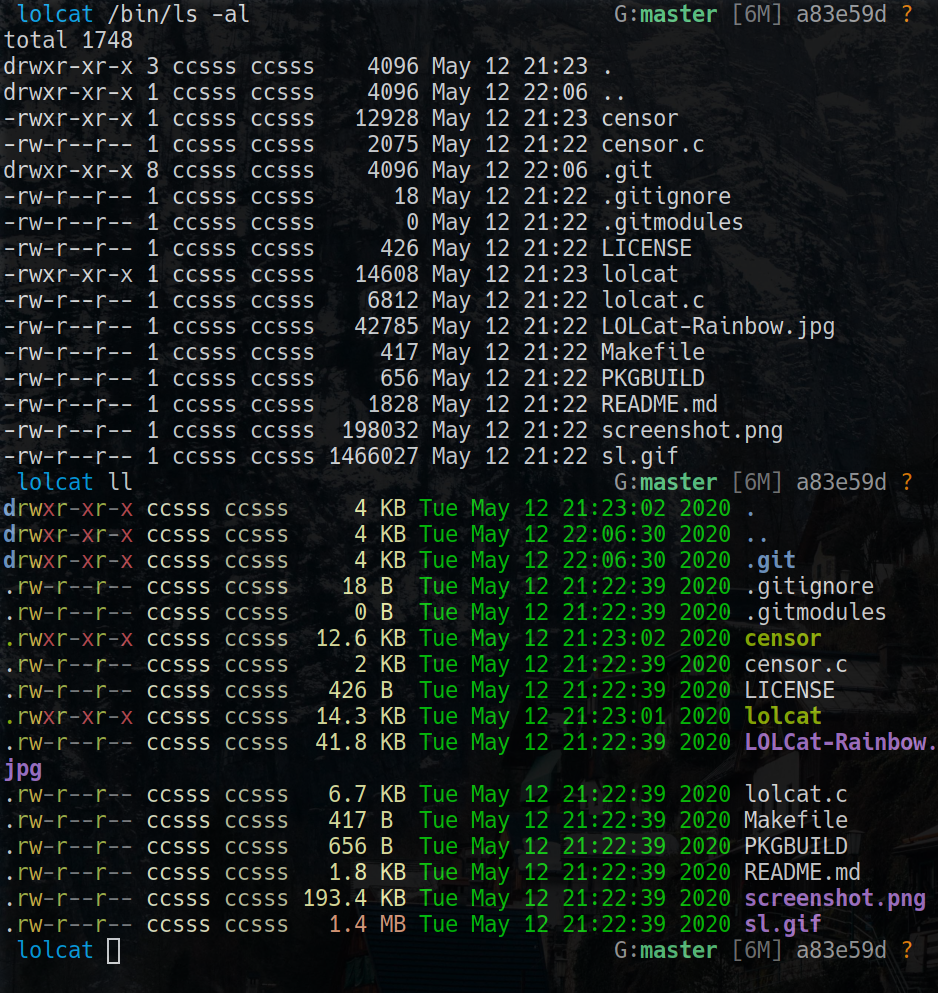 lolcat /bin/ls -al                            G:master [6M] a83e59d ?
total 1748
drwxr-xr-x 3 ccsss ccsss    4096 May 12 21:23 .
drwxr-xr-x 1 ccsss ccsss    4096 May 12 22:06 ..
-rwxr-xr-x 1 ccsss ccsss   12928 May 12 21:23 censor
-rw-r--r-- 1 ccsss ccsss    2075 May 12 21:22 censor.c
drwxr-xr-x 8 ccsss ccsss    4096 May 12 22:06 .git
-rw-r--r-- 1 ccsss ccsss      18 May 12 21:22 .gitignore
-rw-r--r-- 1 ccsss ccsss       0 May 12 21:22 .gitmodules
-rw-r--r-- 1 ccsss ccsss     426 May 12 21:22 LICENSE
-rwxr-xr-x 1 ccsss ccsss   14608 May 12 21:23 lolcat
-rw-r--r-- 1 ccsss ccsss    6812 May 12 21:22 lolcat.c
-rw-r--r-- 1 ccsss ccsss   42785 May 12 21:22 LOLCat-Rainbow.jpg
-rw-r--r-- 1 ccsss ccsss     417 May 12 21:22 Makefile
-rw-r--r-- 1 ccsss ccsss     656 May 12 21:22 PKGBUILD
-rw-r--r-- 1 ccsss ccsss    1828 May 12 21:22 README.md
-rw-r--r-- 1 ccsss ccsss  198032 May 12 21:22 screenshot.png
-rw-r--r-- 1 ccsss ccsss 1466027 May 12 21:22 sl.gif
lolcat ll                                     G:master [6M] a83e59d ?
drwxr-xr-x ccsss ccsss     4 KB Tue May 12 21:23:02 2020 .
drwxr-xr-x ccsss ccsss     4 KB Tue May 12 22:06:30 2020 ..
drwxr-xr-x ccsss ccsss     4 KB Tue May 12 22:06:30 2020 .git
.rw-r--r-- ccsss ccsss    18 B  Tue May 12 21:22:39 2020 .gitignore
.rw-r--r-- ccsss ccsss     0 B  Tue May 12 21:22:39 2020 .gitmodules
.rwxr-xr-x ccsss ccsss  12.6 KB Tue May 12 21:23:02 2020 censor
.rw-r--r-- ccsss ccsss     2 KB Tue May 12 21:22:39 2020 censor.c
.rw-r--r-- ccsss ccsss   426 B  Tue May 12 21:22:39 2020 LICENSE
.rwxr-xr-x ccsss ccsss  14.3 KB Tue May 12 21:23:01 2020 lolcat
.rw-r--r-- ccsss ccsss  41.8 KB Tue May 12 21:22:39 2020 LOLCat-Rainbow.
jpg
.rw-r--r-- ccsss ccsss   6.7 KB Tue May 12 21:22:39 2020 lolcat.c
.rw-r--r-- ccsss ccsss   417 B  Tue May 12 21:22:39 2020 Makefile
.rw-r--r-- ccsss ccsss   656 B  Tue May 12 21:22:39 2020 PKGBUILD
.rw-r--r-- ccsss ccsss   1.8 KB Tue May 12 21:22:39 2020 README.md
.rw-r--r-- ccsss ccsss 193.4 KB Tue May 12 21:22:39 2020 screenshot.png
.rw-r--r-- ccsss ccsss   1.4 MB Tue May 12 21:22:39 2020 sl.gif
lolcat                                        G:master [6M] a83e59d ?